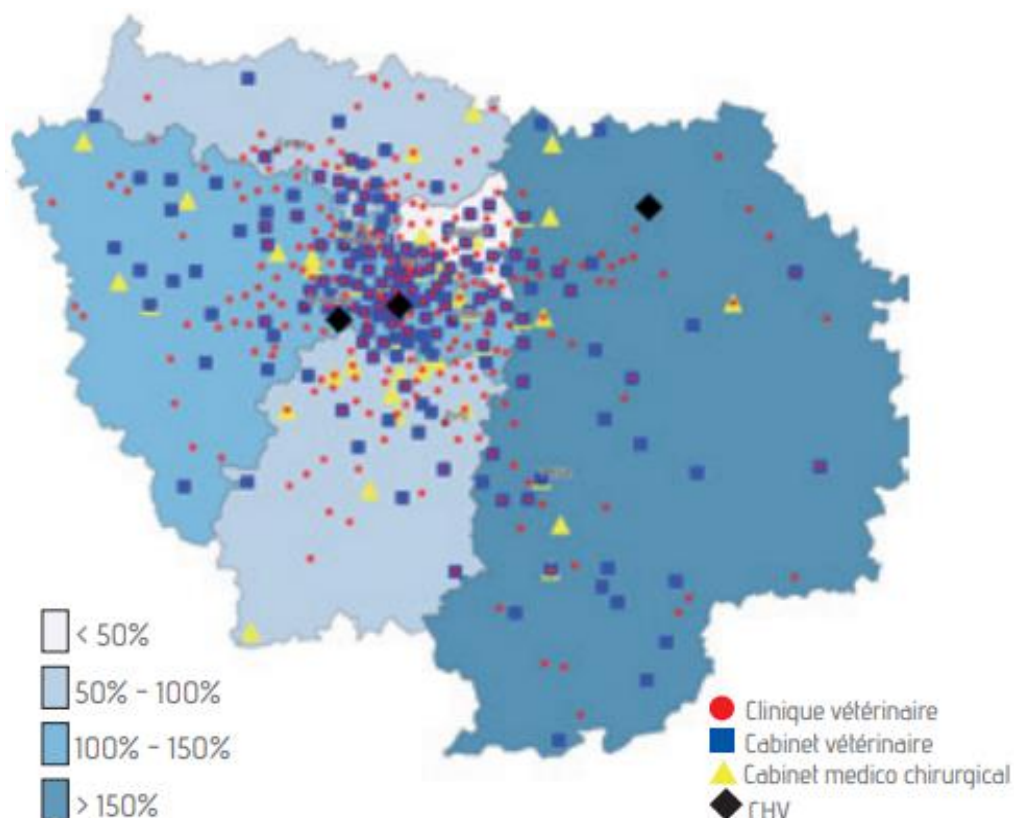 < 50%
50% - 100%
100% - 150%
> 150%
Clinique vétérinaire
Cabinet vétérinaire
Cabinet medico chirurgical
CHV